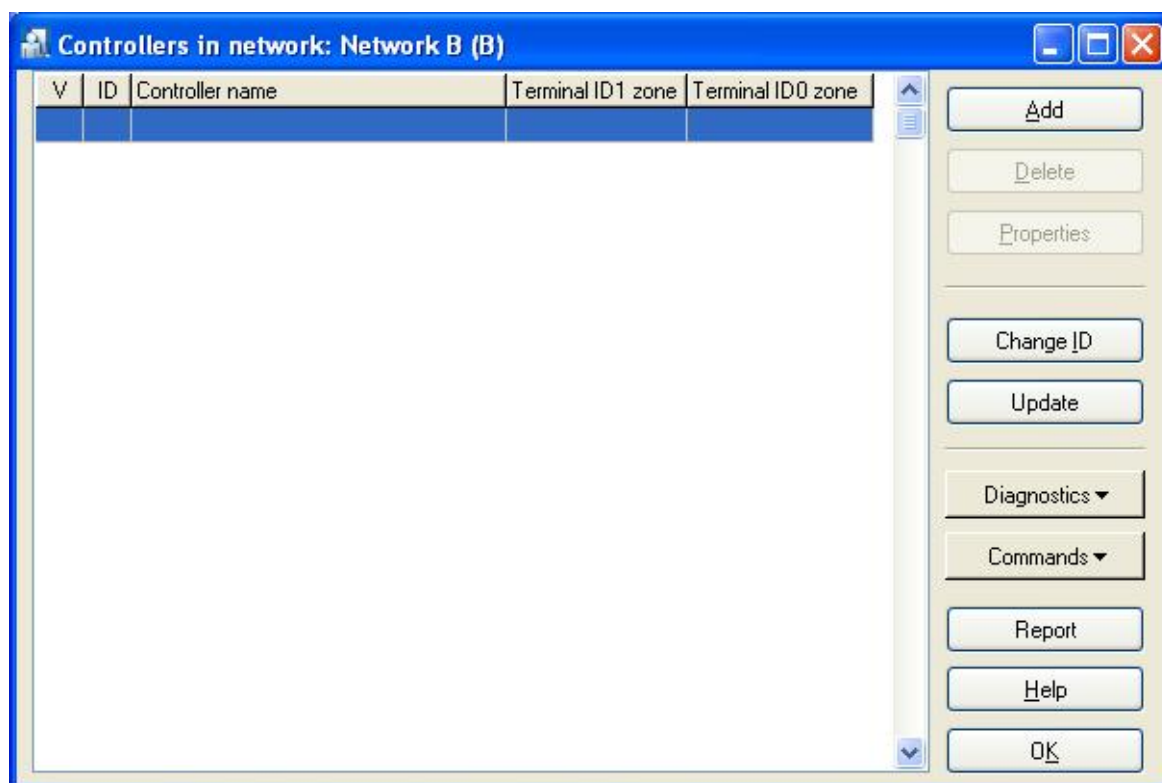 Controllers in network: Network B (B)
V ID Controller name Terminal ID1 zone Terminal ID0 zone
Add
Delete
Properties
Change ID
Update
Diagnostics
Commands
Report
Help
OK